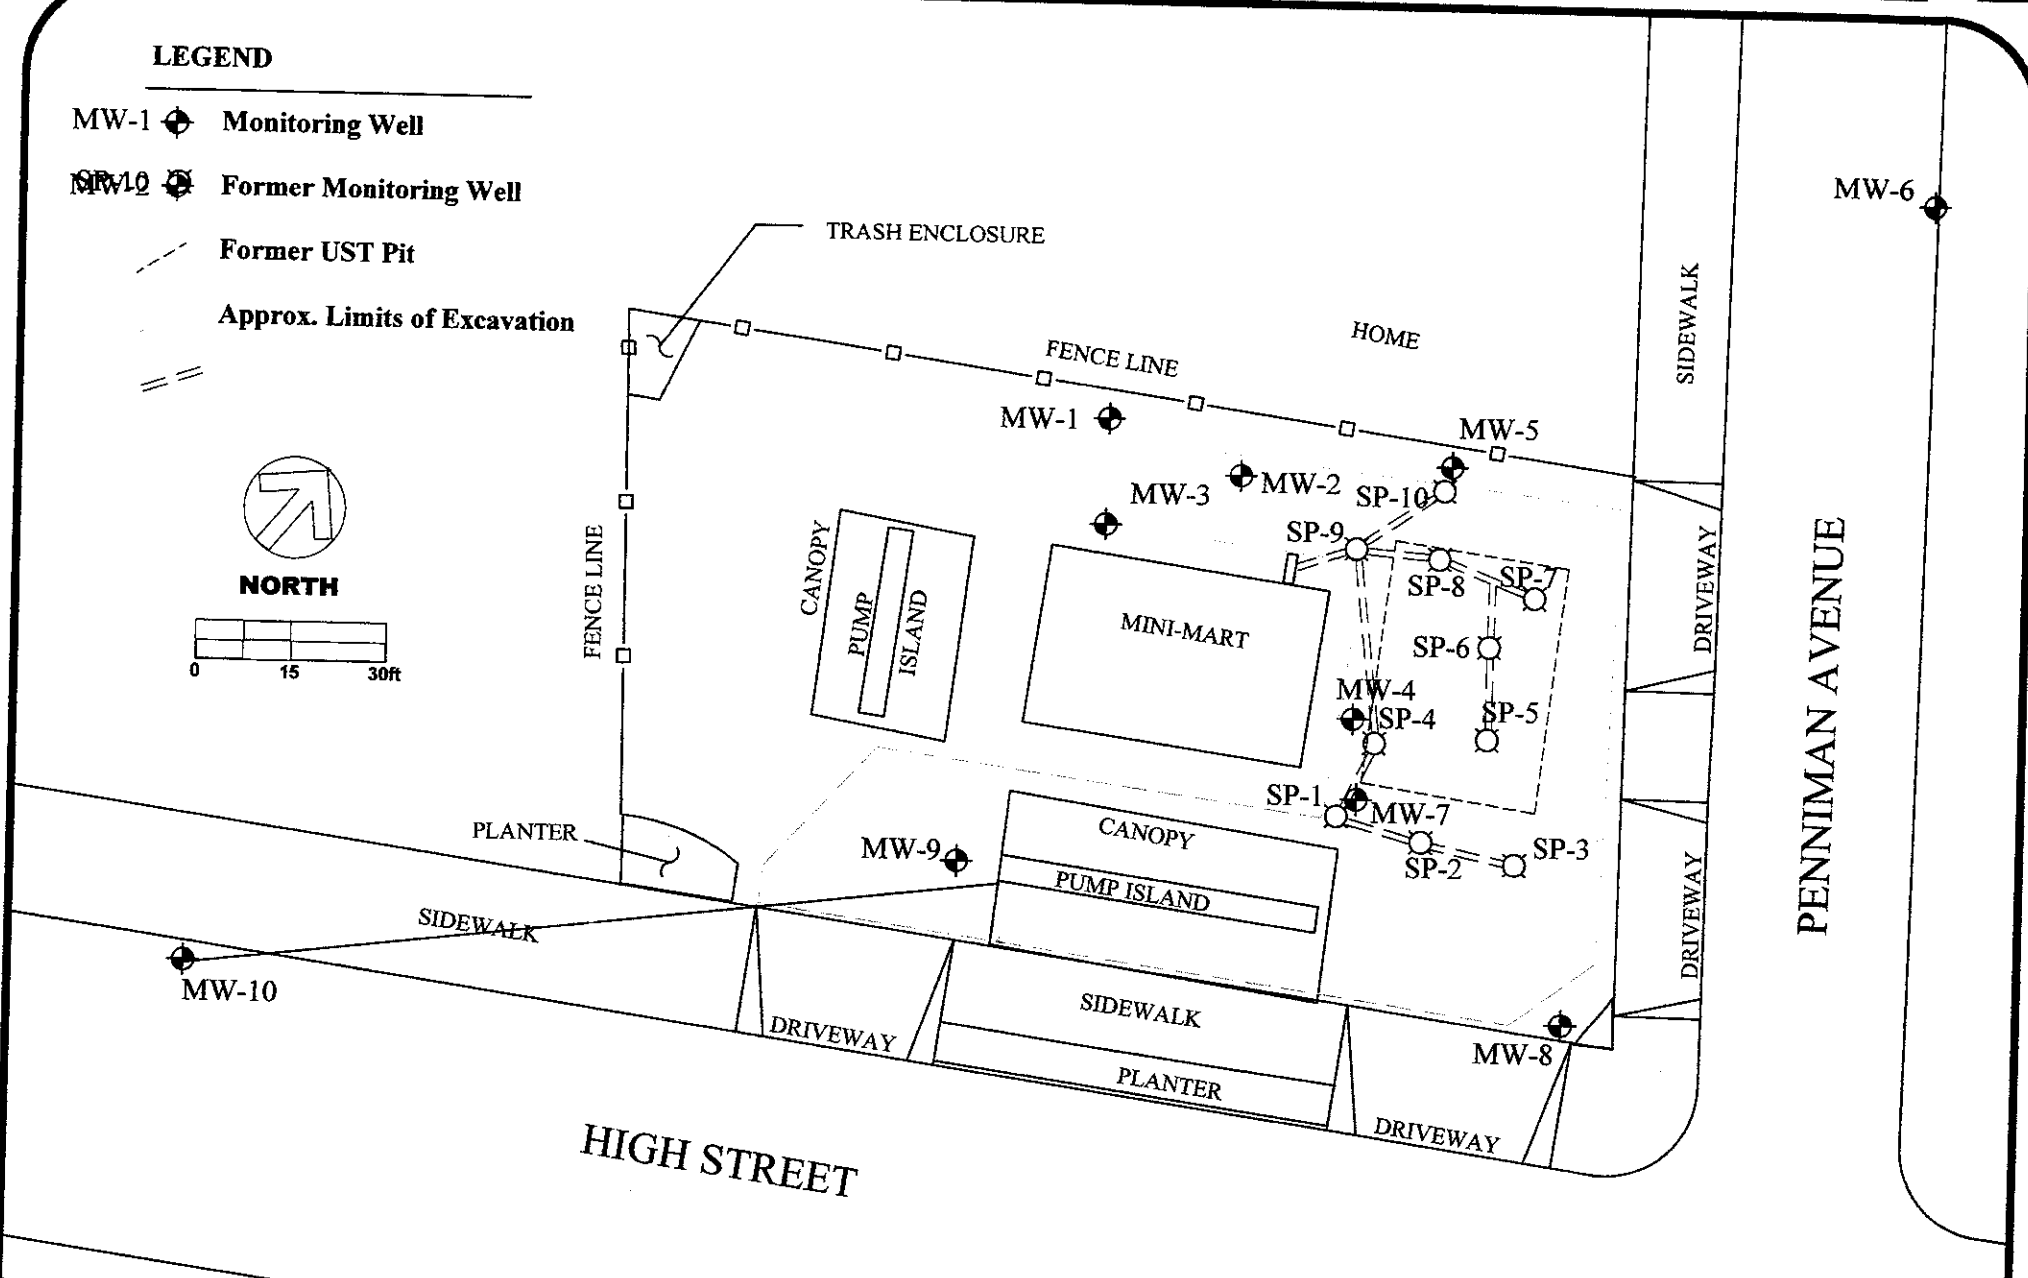 LEGEND
MW-1 Monitoring Well
SP-10 MW-2 Former Monitoring Well
Former UST Pit
Approx. Limits of Excavation
NORTH
0 15 30ft
TRASH ENCLOSURE
HOME
FENCE LINE
MW-1
MW-5
MW-6
MW-2
MW-3
SP-10
SP-9
SP-8
SP-7
SP-6
SP-5
MW-4
SP-4
SP-1
MW-7
SP-2
SP-3
CANOPY
PUMP ISLAND
MINI-MART
FENCE LINE
SIDEWALK
DRIVEWAY
DRIVEWAY
PENNIMAN AVENUE
PLANTER
MW-9
CANOPY
PUMP ISLAND
SIDEWALK
MW-10
DRIVEWAY
SIDEWALK
PLANTER
MW-8
DRIVEWAY
HIGH STREET